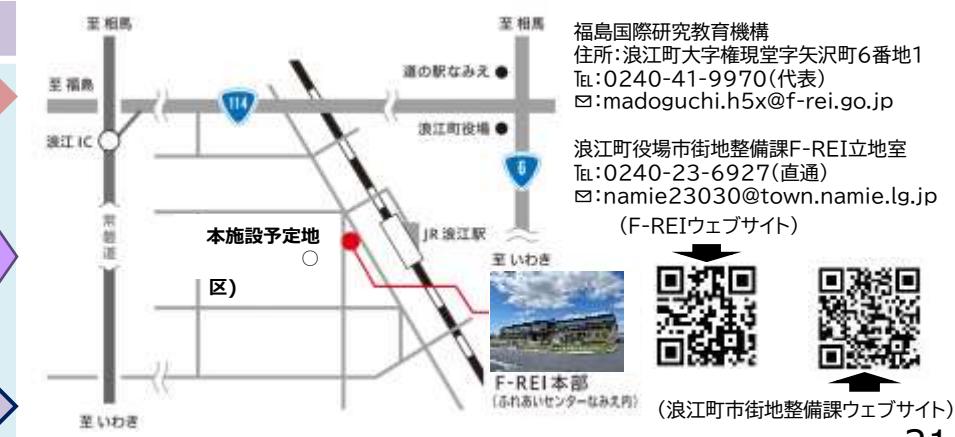 至 相馬
至 相馬
至 福島
道の駅なみえ
114
浪江 IC
浪江町役場
6
常磐道
本施設予定地
○
区)
JR 浪江駅
至 いわき
F-REI 本部
(ふれあいセンターなみえ内)
至 いわき
福島国際研究教育機構
住所:浪江町大字権現堂字矢沢町6番地1
℡:0240-41-9970(代表)
✉:madoguchi.h5x@f-rei.go.jp
浪江町役場市街地整備課F-REI立地室
℡:0240-23-6927(直通)
✉:namie23030@town.namie.lg.jp
(F-REIウェブサイト)
(浪江町市街地整備課ウェブサイト)